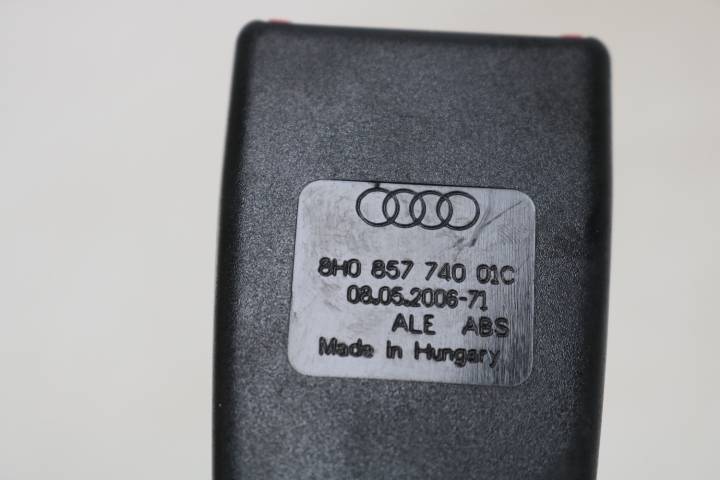 8H0 857 740 01C
08.05.2006-71
ALE ABS
Made in Hungary